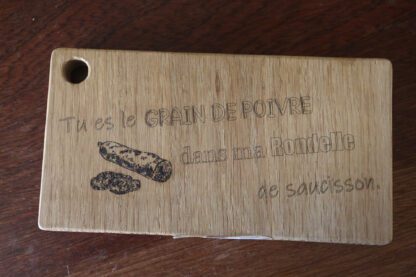 Tu es le GRAIN DE POIVRE
dans ma Rondelle
de saucisson.